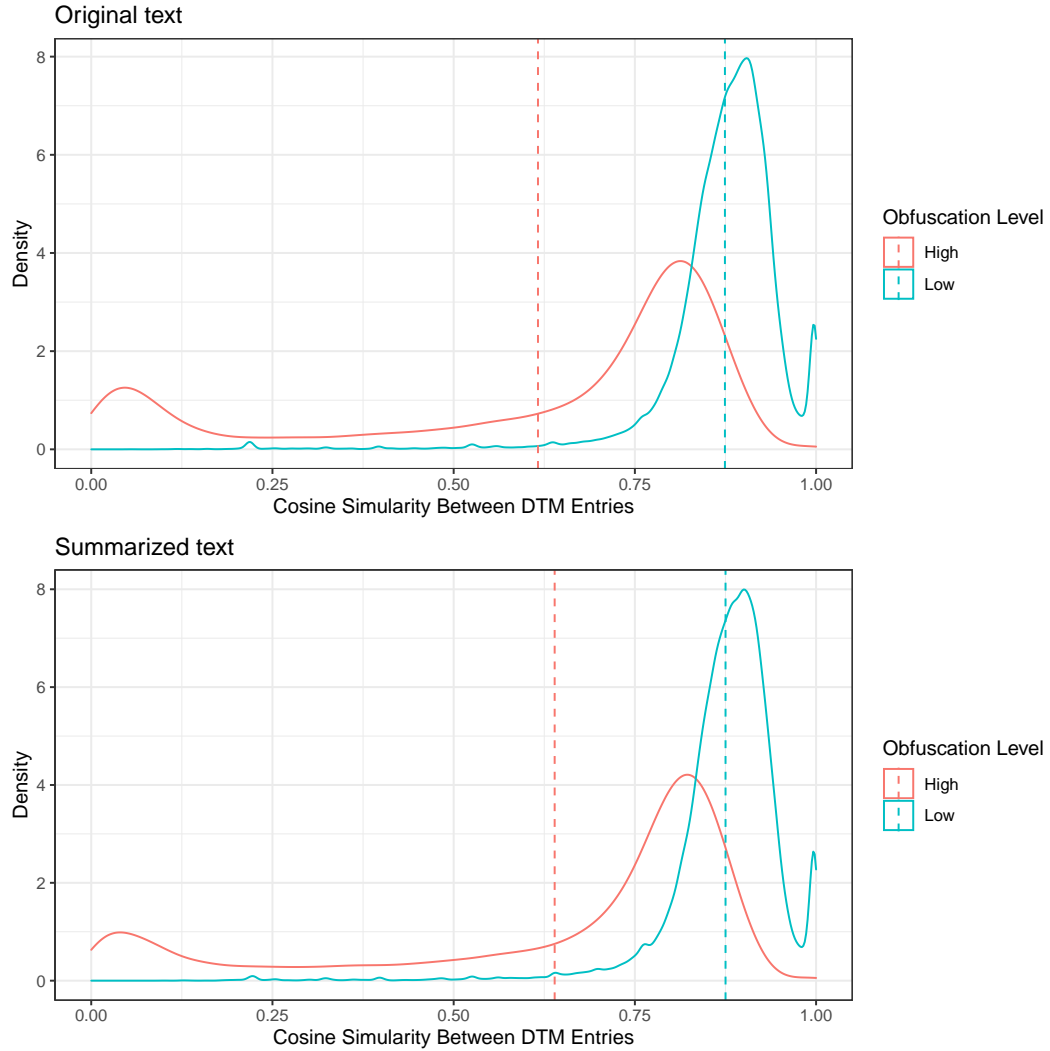 Original text
8
6
4
2
0
Density
0.00 0.25 0.50 0.75 1.00
Cosine Simularity Between DTM Entries
Obfuscation Level
High
Low
Summarized text
8
6
4
2
0
Density
0.00 0.25 0.50 0.75 1.00
Cosine Simularity Between DTM Entries
Obfuscation Level
High
Low